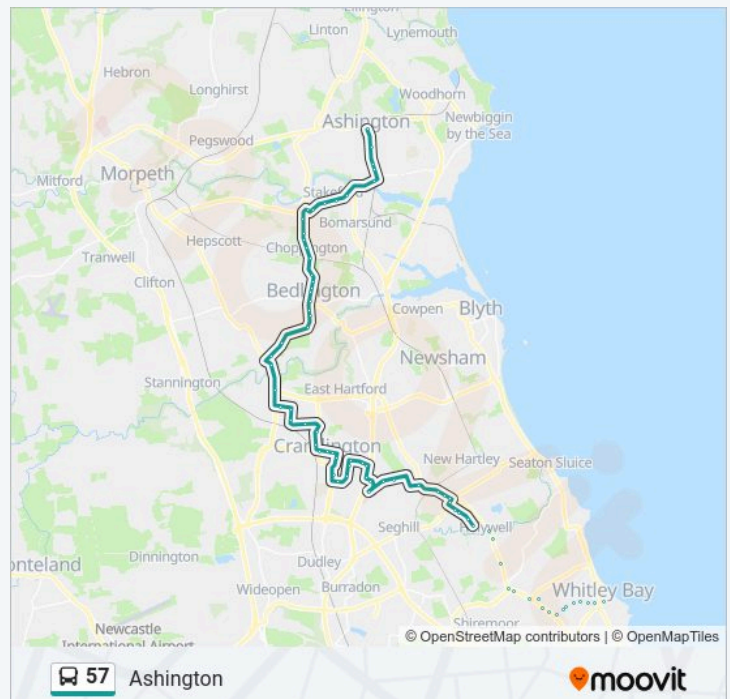 Ellington
Linton
Lynemouth
Hebron
Longhirst
Woodhorn
Ashington
Newbiggin
by the Sea
Pegswood
Mitford
Morpeth
Bomarsund
Hepscott
Tranwell
Clifton
Bedlington
Cowpen
Blyth
Newsham
Stannington
East Hartford
Cramlington
New Hartley
Seaton Sluice
Seghill
Holywell
onteland
Dinnington
Dudley
Wideopen
Burradon
Whitley Bay
Shiremoor
Newcastle
International Airport
© OpenStreetMap contributors | © OpenMapTiles
57 Ashington
moovit